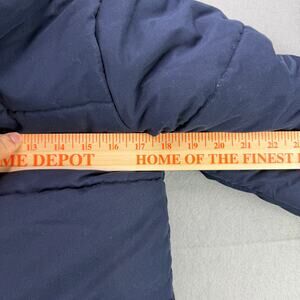 13 14 15 16 17 18 19 20 21 22
ME DEPOT HOME OF THE FINEST